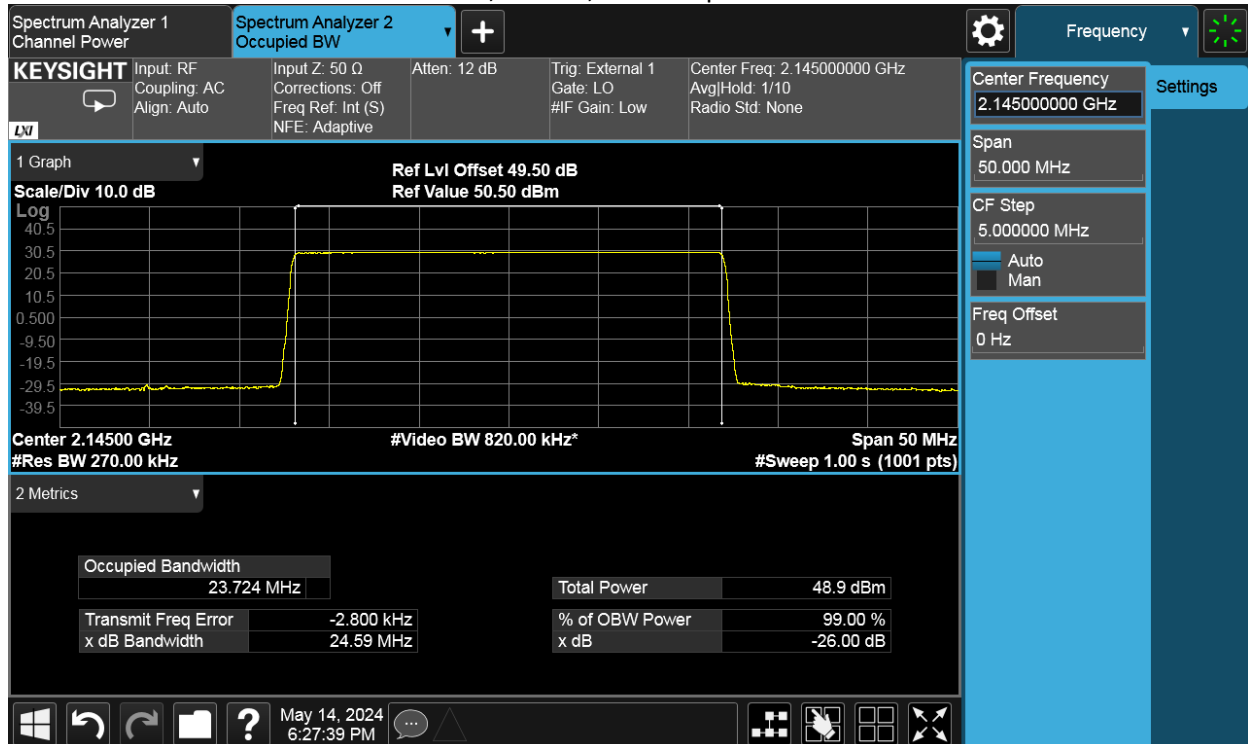 Spectrum Analyzer 1
Channel Power
Spectrum Analyzer 2
Occupied BW
Frequency
KEYSIGHT
LXI
Input: RF
Coupling: AC
Align: Auto
Input Z: 50 Ω
Corrections: Off
Freq Ref: Int (S)
NFE: Adaptive
Atten: 12 dB
Trig: External 1
Gate: LO
#IF Gain: Low
Center Freq: 2.145000000 GHz
Avg|Hold: 1/10
Radio Std: None
Center Frequency
2.145000000 GHz
Settings
Span
50.000 MHz
CF Step
5.000000 MHz
Auto
Man
Freq Offset
0 Hz
1 Graph
Scale/Div 10.0 dB
Ref Lvl Offset 49.50 dB
Ref Value 50.50 dBm
Log
40.5
30.5
20.5
10.5
0.500
-9.50
-19.5
-29.5
-39.5
Center 2.14500 GHz
#Video BW 820.00 kHz*
Span 50 MHz
#Res BW 270.00 kHz
#Sweep 1.00 s (1001 pts)
2 Metrics
Occupied Bandwidth
23.724 MHz
Total Power 48.9 dBm
Transmit Freq Error -2.800 kHz
% of OBW Power 99.00 %
x dB Bandwidth 24.59 MHz
x dB -26.00 dB
?
May 14, 2024
6:27:39 PM